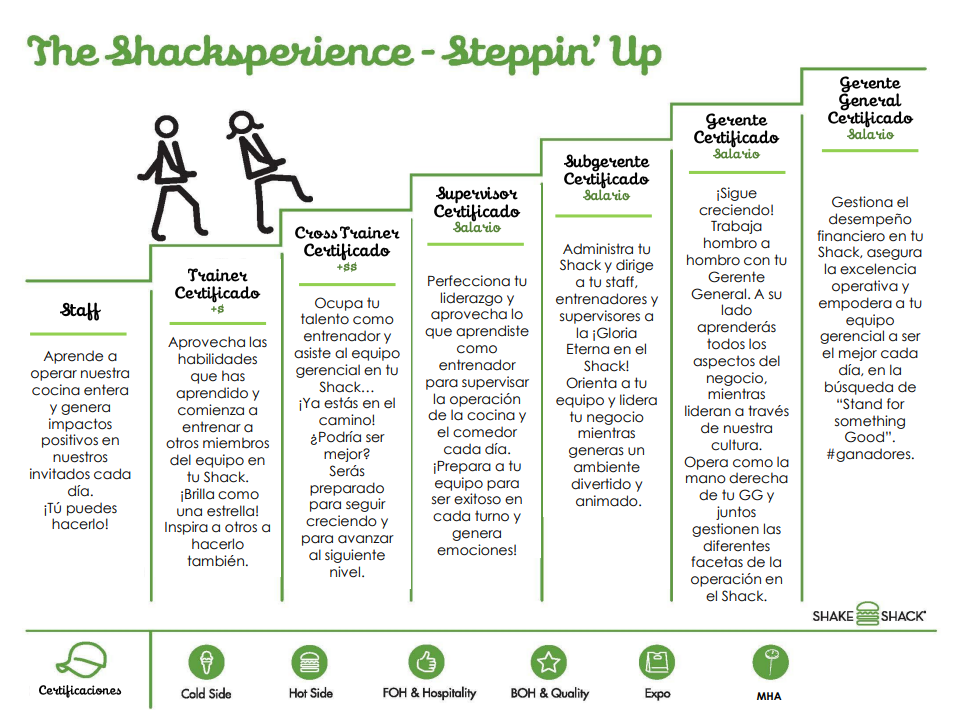 The Shacksperience - Steppin' Up
Staff
Aprende a
operar nuestra
cocina entera
y genera
impactos
positivos en
nuestros
invitados cada
día.
¡Tú puedes
hacerlo!
Trainer
Certificado
+$
Aprovecha las
habilidades
que has
aprendido y
comienza a
entrenar a
otros miembros
del equipo en
tu Shack.
¡Brilla como
una estrella!
Inspira a otros a
hacerlo
también.
Cross Trainer
Certificado
+$$
Ocupa tu
talento como
entrenador y
asiste al equipo
gerencial en tu
Shack…
¡Ya estás en el
camino!
¿Podría ser
mejor?
Serás
preparado
para seguir
creciendo y
para avanzar
al siguiente
nivel.
Supervisor
Certificado
Salario
Perfecciona tu
liderazgo y
aprovecha lo
que aprendiste
como
entrenador
para supervisar
la operación
de la cocina y
el comedor
cada día.
¡Prepara a tu
equipo para
ser exitoso en
cada turno y
genera
emociones!
Subgerente
Certificado
Salario
Administra tu
Shack y dirige
a tu staff,
entrenadores y
supervisores a
la ¡Gloria
Eterna en el
Shack!
Orienta a tu
equipo y lidera
tu negocio
mientras
generas un
ambiente
divertido y
animado.
Gerente
Certificado
Salario
¡Sigue
creciendo!
Trabaja
hombro a
hombro con tu
Gerente
General. A su
lado
aprenderás
todos los
aspectos del
negocio,
mientras
lideran a través
de nuestra
cultura.
Opera como la
mano derecha
de tu GG y
juntos
gestionen las
diferentes
facetas de la
operación en
el Shack.
Gerente
General
Certificado
Salario
Gestiona el
desempeño
financiero en tu
Shack, asegura
la excelencia
operativa y
empodera a tu
equipo
gerencial a ser
el mejor cada
día, en la
búsqueda de
“Stand for
something
Good”.
#ganadores.
SHAKE SHACK
Certificaciones
Cold Side
Hot Side
FOH & Hospitality
BOH & Quality
Expo
MHA